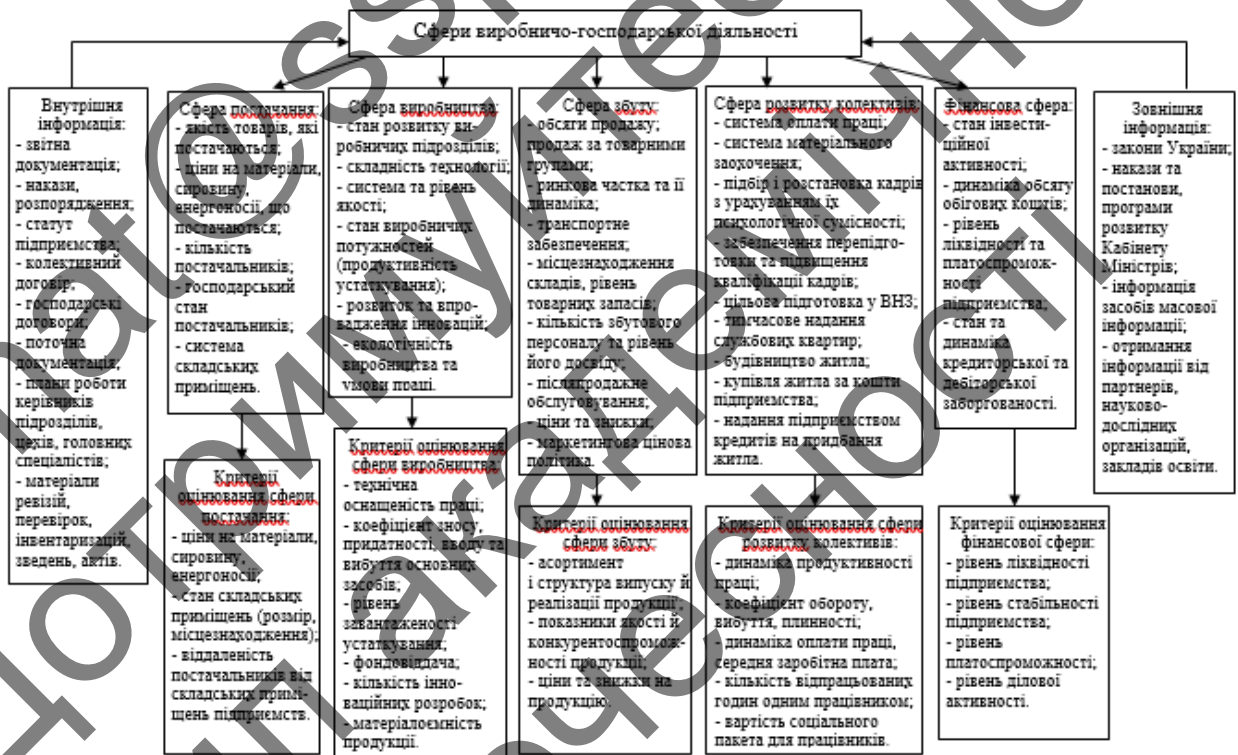 Сфери виробничо-господарської діяльності
Внутрішня
інформація:
- звітна
документація;
- накази,
розпорядження;
- статут
підприємства;
- колективний
договір;
- господарські
договори;
- поточна
документація;
- плани роботи
керівників
підрозділів,
цехів, головних
спеціалістів;
- матеріали
ревізій,
перевірок,
інвентаризацій,
зведень, актів.
Сфера постачання:
- якість товарів, які
постачаються;
- ціни на матеріали,
сировину,
енергоносії, що
постачаються;
- кількість
постачальників;
- господарський
стан
постачальників;
- система
складських
приміщень.
Сфера виробництва:
- стан розвитку ви-
робничих підрозділів;
- складність технології;
- система та рівень
якості;
- стан виробничих
потужностей
(продуктивність
устаткування);
- розвиток та впро-
вадження інновацій;
- екологічність
виробництва та
умови праці.
Сфера збуту:
- обсяги продажу;
продаж за товарними
групами;
- ринкова частка та її
динаміка;
- транспортне
забезпечення;
- місцезнаходження
складів, рівень
товарних запасів;
- кількість збутового
персоналу та рівень
його досвіду;
- післяпродажне
обслуговування;
- ціни та знижки;
- маркетингова цінова
політика.
Сфера розвитку колективів:
- система оплати праці;
- система матеріального
заохочення;
- підбір і розстановка кадрів
з урахуванням їх
психологічної сумісності;
- забезпечення перепідго-
товки та підвищення
кваліфікації кадрів;
- цільова підготовка у ВНЗ;
- тимчасове надання
службових квартир;
- будівництво житла;
- купівля житла за кошти
підприємства;
- надання підприємством
кредитів на придбання
житла.
Фінансова сфера:
- стан інвести-
ційної
активності;
- динаміка обсягу
обігових коштів;
- рівень
ліквідності та
платоспромож-
ності
підприємства;
- стан та
динаміка
кредиторської та
дебіторської
заборгованості.
Зовнішня
інформація:
- закони України;
- накази та
постанови,
програми
розвитку
Кабінету
Міністрів;
- інформація
засобів масової
інформації;
- отримання
інформації від
партнерів,
науково-
дослідних
організацій,
закладів освіти.
Критерії
оцінювання сфери
постачання:
- ціни на матеріали,
сировину,
енергоносії;
- стан складських
приміщень (розмір,
місцезнаходження);
- віддаленість
постачальників від
складських примі-
щень підприємств.
Критерії оцінювання
сфери виробництва:
- технічна
оснащеність праці;
- коефіцієнт зносу,
придатності, вводу та
вибуття основних
засобів;
- рівень
завантаженості
устаткування;
- фондовіддача;
- кількість інно-
ваційних розробок;
- матеріалоємність
продукції.
Критерії оцінювання
сфери збуту:
- асортимент
і структура випуску й
реалізації продукції;
- показники якості й
конкурентоспромож-
ності продукції;
- ціни та знижки на
продукцію.
Критерії оцінювання сфери
розвитку колективів:
- динаміка продуктивності
праці;
- коефіцієнт обороту,
вибуття, плинності;
- динаміка оплати праці,
середня заробітна плата;
- кількість відпрацьованих
годин одним працівником;
- вартість соціального
пакета для працівників.
Критерії оцінювання
фінансової сфери:
- рівень ліквідності
підприємства;
- рівень стабільності
підприємства;
- рівень
платоспроможності;
- рівень ділової
активності.